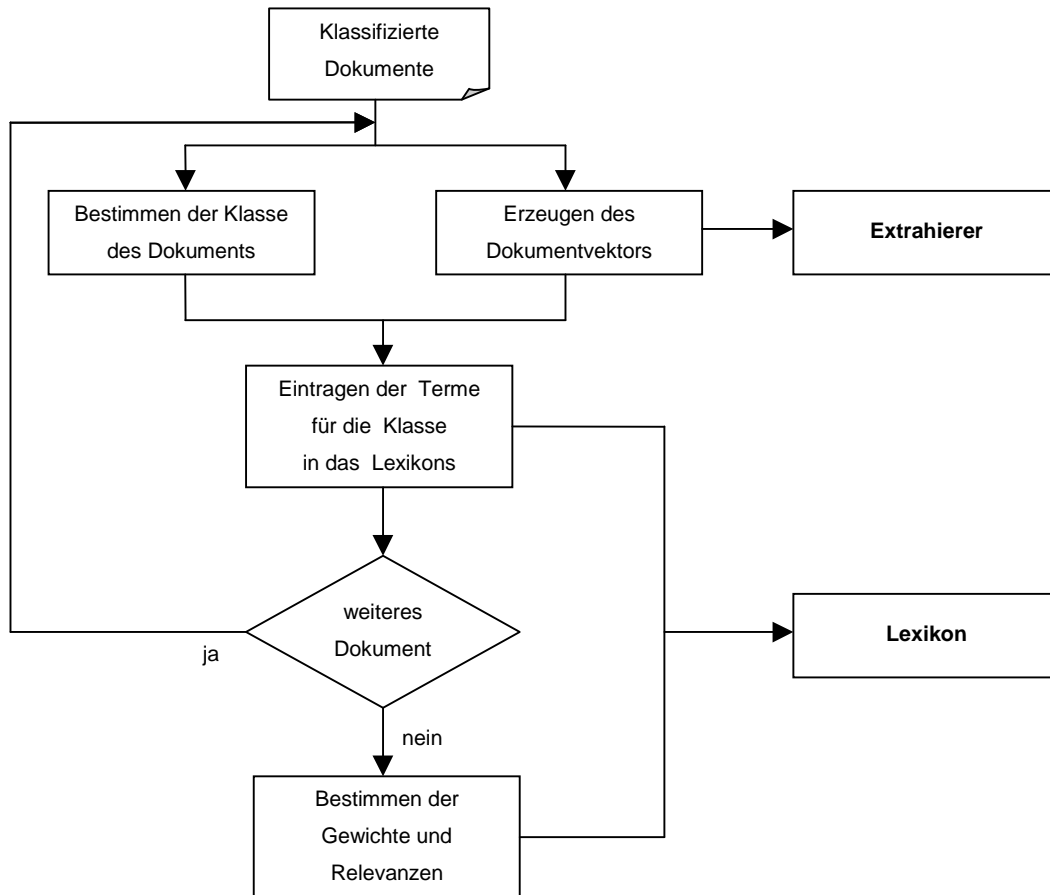 Klassifizierte
Dokumente
Bestimmen der Klasse
des Dokuments
Erzeugen des
Dokumentvektors
Extrahierer
Eintragen der Terme
für die Klasse
in das Lexikons
weiteres
Dokument
ja
Lexikon
nein
Bestimmen der
Gewichte und
Relevanzen